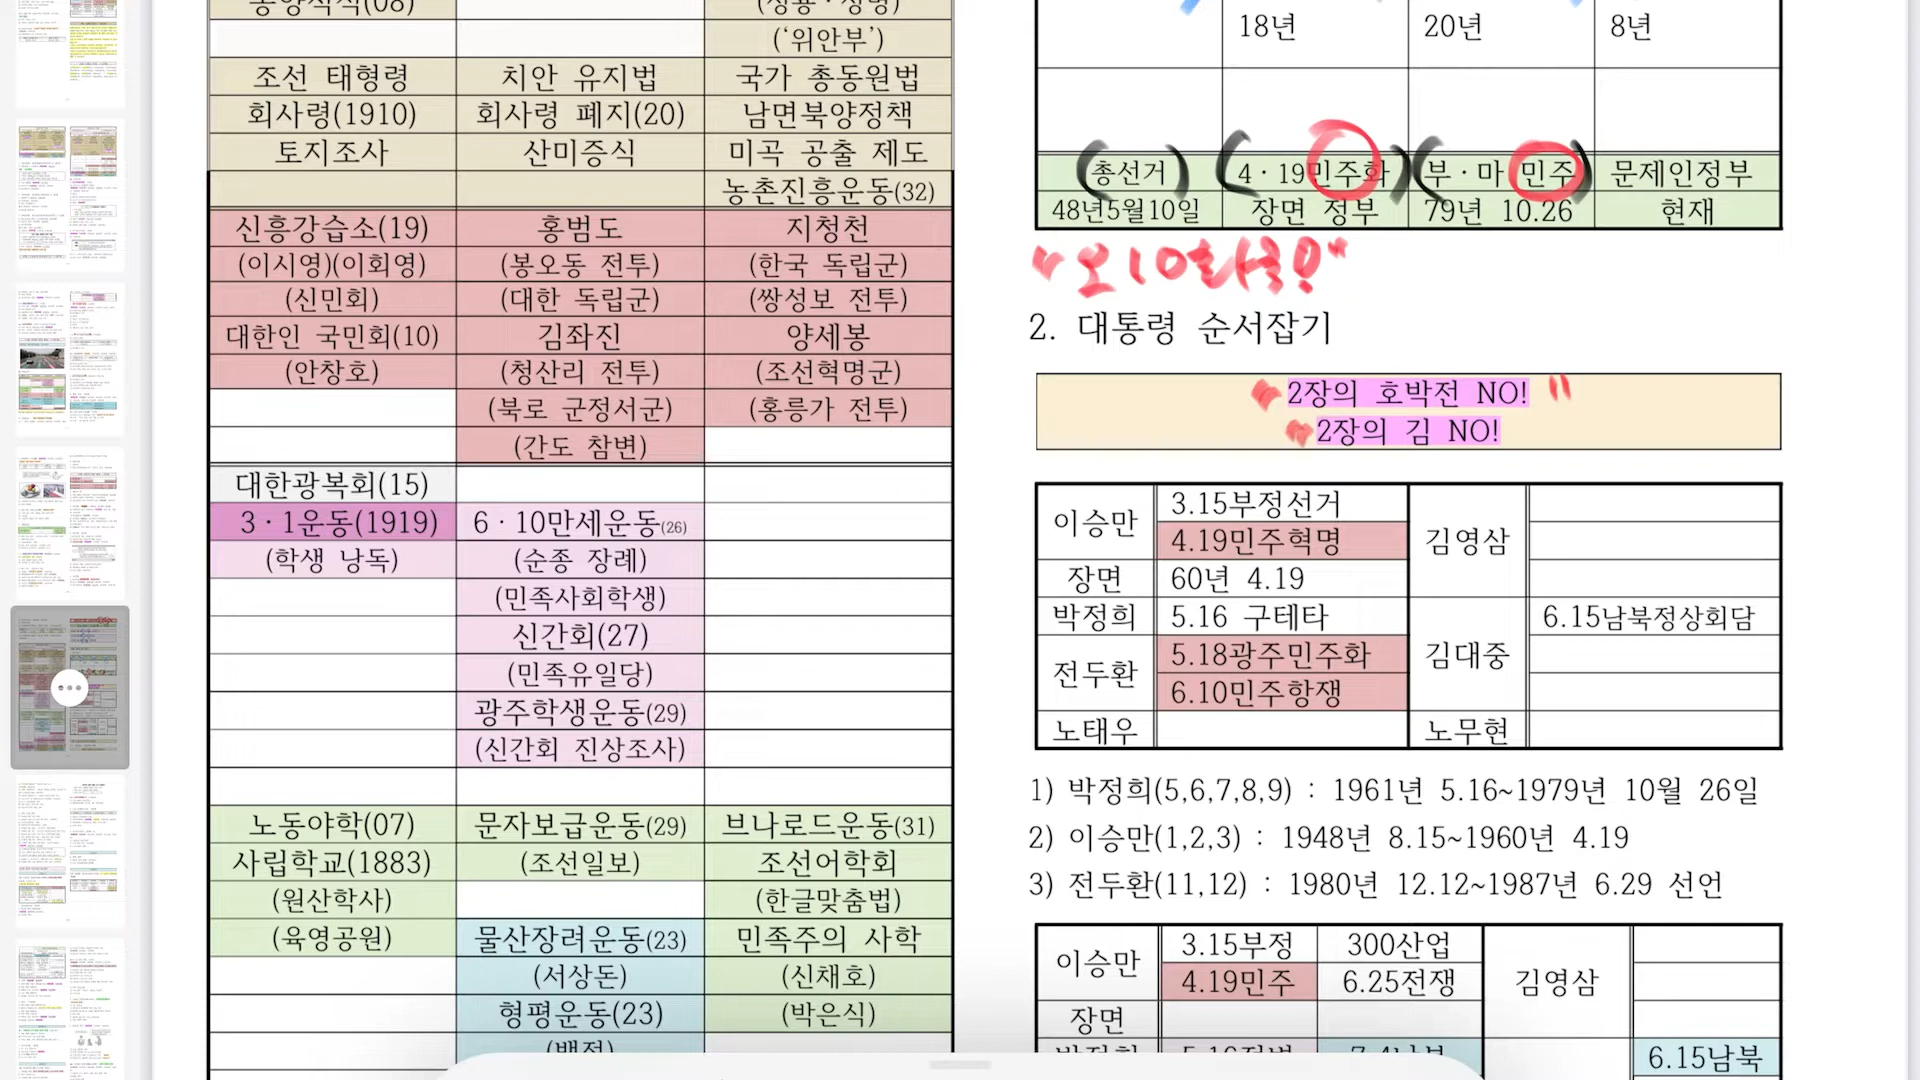 동양척식(08)
(징용·징병)
('위안부')
조선 태형령 치안 유지법 국가 총동원법
회사령(1910) 회사령 폐지(20) 남면북양정책
토지조사 산미증식 미곡 공출 제도
농촌진흥운동(32)
신흥강습소(19) 홍범도 지청천
(이시영)(이회영) (봉오동 전투) (한국 독립군)
(신민회) (대한 독립군) (쌍성보 전투)
대한인 국민회(10) 김좌진 양세봉
(안창호) (청산리 전투) (조선혁명군)
(북로 군정서군) (홍릉가 전투)
(간도 참변)
대한광복회(15)
3·1운동(1919) 6·10만세운동(26)
(학생 낭독) (순종 장례)
(민족사회학생)
신간회(27)
(민족유일당)
광주학생운동(29)
(신간회 진상조사)
노동야학(07) 문자보급운동(29) 브나로드운동(31)
사립학교(1883) (조선일보) 조선어학회
(원산학사) (한글맞춤법)
(육영공원) 물산장려운동(23) 민족주의 사학
(서상돈) (신채호)
형평운동(23) (박은식)
(백정)
18년 20년 8년
총선거 4·19민주화 부·마 민주 문제인정부
48년5월10일 장면 정부 79년 10.26 현재
2. 대통령 순서잡기
2장의 호박전 NO!
2장의 김 NO!
이승만 3.15부정선거 김영삼
4.19민주혁명
장면 60년 4.19
박정희 5.16 구테타 김대중 6.15남북정상회담
전두환 5.18광주민주화
6.10민주항쟁
노태우 노무현
1) 박정희(5,6,7,8,9) : 1961년 5.16~1979년 10월 26일
2) 이승만(1,2,3) : 1948년 8.15~1960년 4.19
3) 전두환(11,12) : 1980년 12.12~1987년 6.29 선언
이승만 3.15부정 300산업 김영삼
4.19민주 6.25전쟁
장면
박정희 7.4남북 6.15남북